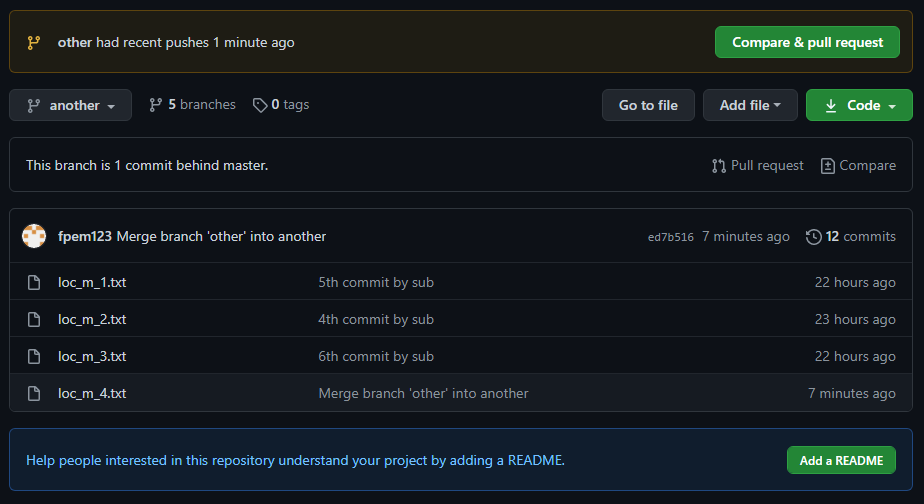 other had recent pushes 1 minute ago Compare & pull request
another 5 branches 0 tags Go to file Add file Code
This branch is 1 commit behind master. Pull request Compare
fpem123 Merge branch 'other' into another ed7b516 7 minutes ago 12 commits
loc_m_1.txt 5th commit by sub 22 hours ago
loc_m_2.txt 4th commit by sub 23 hours ago
loc_m_3.txt 6th commit by sub 22 hours ago
loc_m_4.txt Merge branch 'other' into another 7 minutes ago
Help people interested in this repository understand your project by adding a README. Add a README